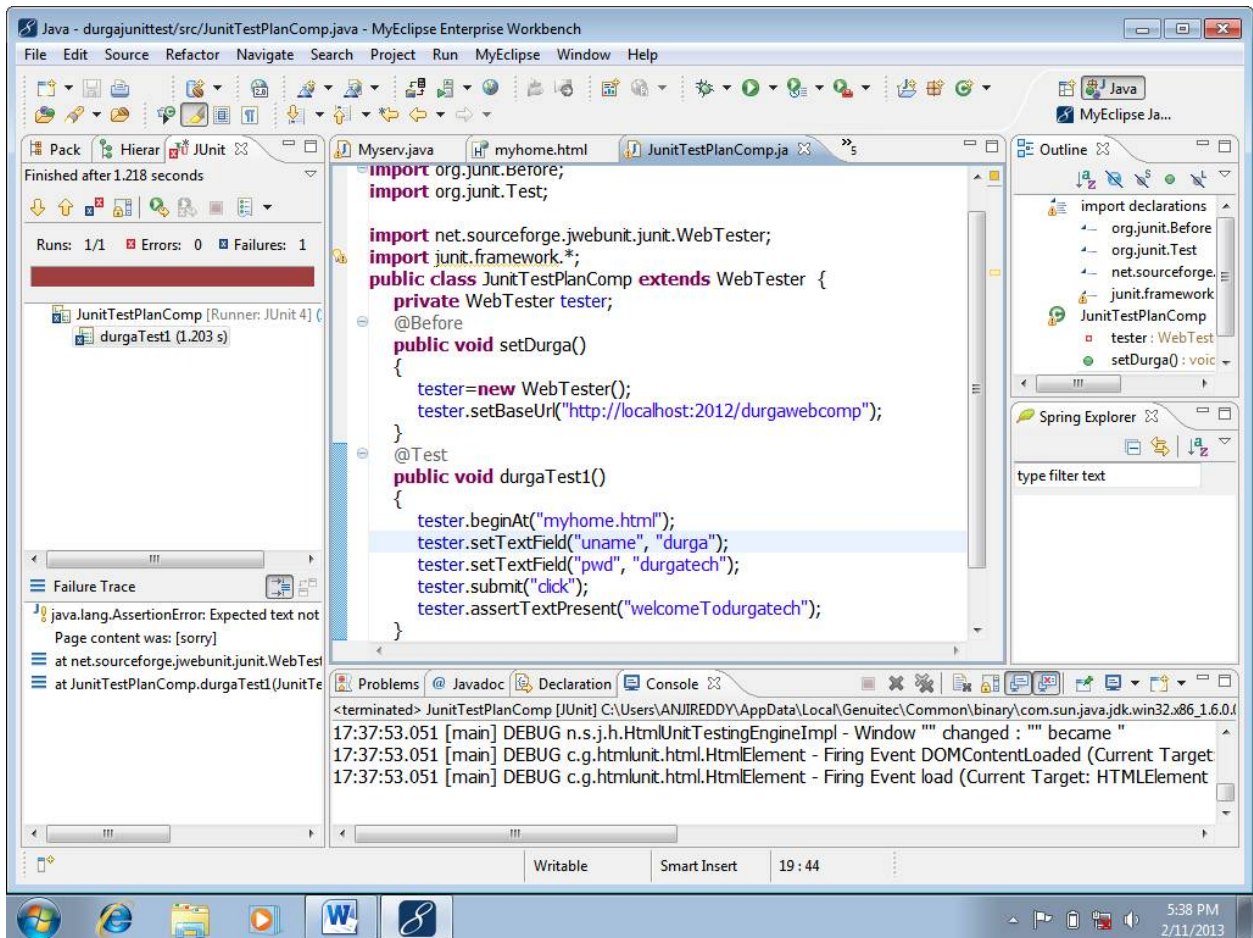 Java - durgajunittest/src/JunitTestPlanComp.java - MyEclipse Enterprise Workbench
File Edit Source Refactor Navigate Search Project Run MyEclipse Window Help
Java
MyEclipse Ja...
Pack Hierar JUnit
Finished after 1.218 seconds
Runs: 1/1 Errors: 0 Failures: 1
JunitTestPlanComp [Runner: JUnit 4] (
durgaTest1 (1.203 s)
Failure Trace
java.lang.AssertionError: Expected text not
Page content was: [sorry]
at net.sourceforge.jwebunit.junit.WebTest
at JunitTestPlanComp.durgaTest1(JunitTe
Myserv.java myhome.html JunitTestPlanComp.ja »5
import org.junit.Before;
import org.junit.Test;
import net.sourceforge.jwebunit.junit.WebTester;
import junit.framework.*;
public class JunitTestPlanComp extends WebTester {
private WebTester tester;
@Before
public void setDurga()
{
tester=new WebTester();
tester.setBaseUrl("http://localhost:2012/durgawebcomp");
}
@Test
public void durgaTest1()
{
tester.beginAt("myhome.html");
tester.setTextField("uname", "durga");
tester.setTextField("pwd", "durgatech");
tester.submit("click");
tester.assertTextPresent("welcomeTodurgatech");
}
Outline
import declarations
org.junit.Before
org.junit.Test
net.sourceforge.
junit.framework
JunitTestPlanComp
tester : WebTest
setDurga() : void
Spring Explorer
type filter text
Problems @ Javadoc Declaration Console
<terminated> JunitTestPlanComp [JUnit] C:\Users\ANJIREDDY\AppData\Local\Genuitec\Common\binary\com.sun.java.jdk.win32.x86_1.6.0.0
17:37:53.051 [main] DEBUG n.s.j.h.HtmlUnitTestingEngineImpl - Window "" changed : "" became "
17:37:53.051 [main] DEBUG c.g.htmlunit.html.HtmlElement - Firing Event DOMContentLoaded (Current Target:
17:37:53.051 [main] DEBUG c.g.htmlunit.html.HtmlElement - Firing Event load (Current Target: HTMLElement
Writable Smart Insert 19 : 44
5:38 PM
2/11/2013